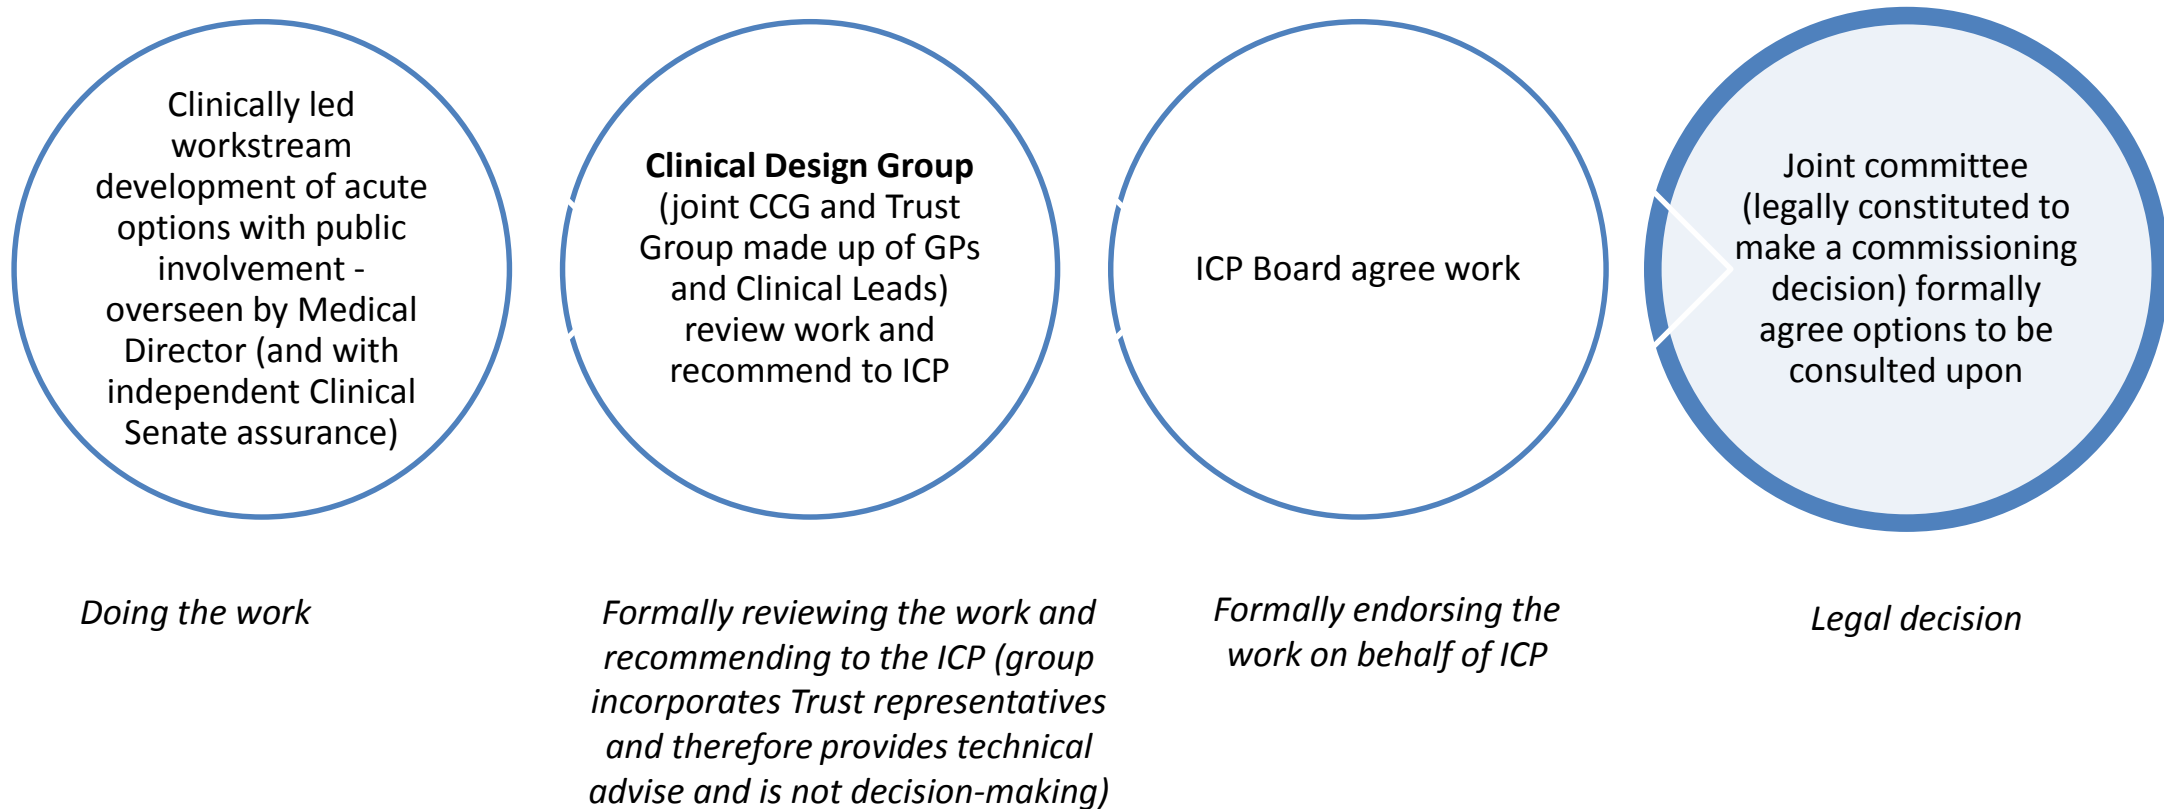 Clinically led
workstream
development of acute
options with public
involvement -
overseen by Medical
Director (and with
independent Clinical
Senate assurance)
Clinical Design Group
(joint CCG and Trust
Group made up of GPs
and Clinical Leads)
review work and
recommend to ICP
ICP Board agree work
Joint committee
(legally constituted to
make a commissioning
decision) formally
agree options to be
consulted upon
Doing the work
Formally reviewing the work and
recommending to the ICP (group
incorporates Trust representatives
and therefore provides technical
advise and is not decision-making)
Formally endorsing the
work on behalf of ICP
Legal decision